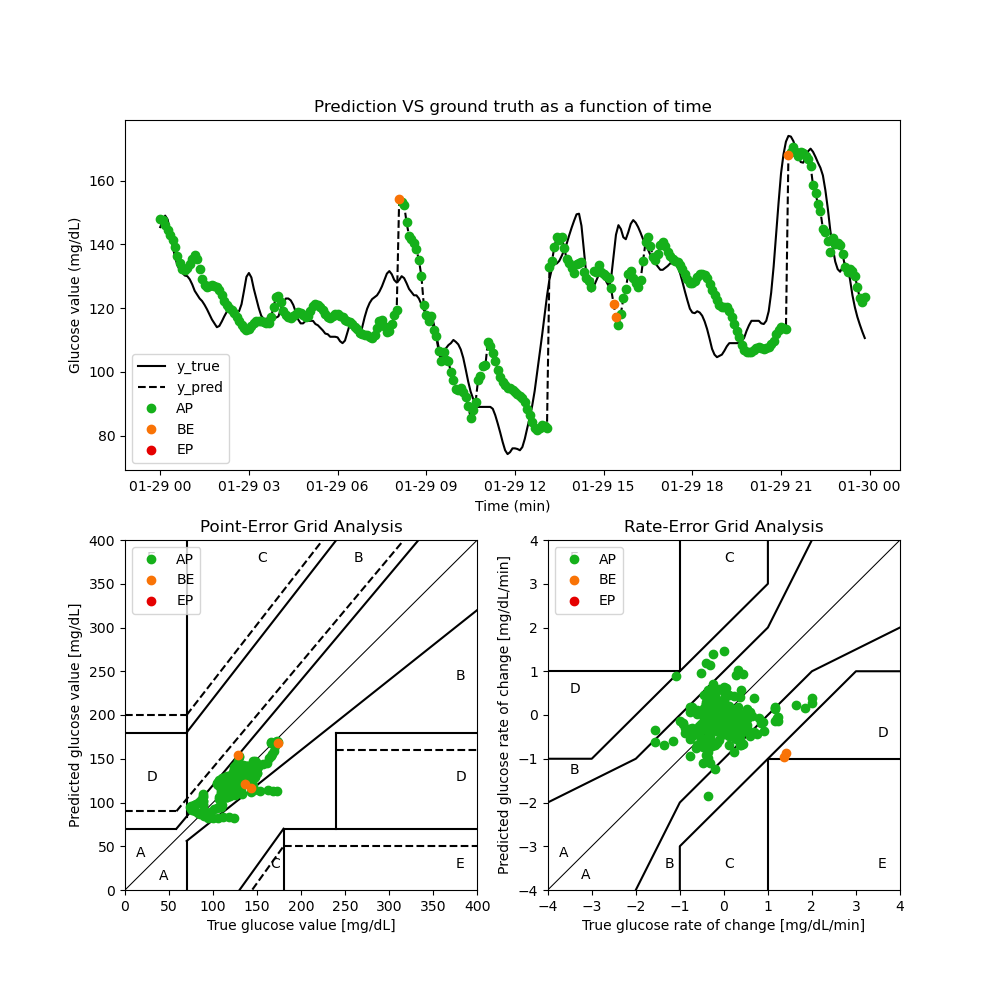 Prediction VS ground truth as a function of time
Glucose value (mg/dL)
160
140
120
100
80
y_true
y_pred
AP
BE
EP
01-29 00 01-29 03 01-29 06 01-29 09 01-29 12 01-29 15 01-29 18 01-29 21 01-30 00
Time (min)
Point-Error Grid Analysis
Predicted glucose value [mg/dL]
400
350
300
250
200
150
100
50
0
AP
BE
EP
C
B
B
D
D
A
A
C
E
0 50 100 150 200 250 300 350 400
True glucose value [mg/dL]
Rate-Error Grid Analysis
Predicted glucose rate of change [mg/dL/min]
4
3
2
1
0
−1
−2
−3
−4
AP
BE
EP
C
D
D
B
A
A
B
C
E
−4 −3 −2 −1 0 1 2 3 4
True glucose rate of change [mg/dL/min]